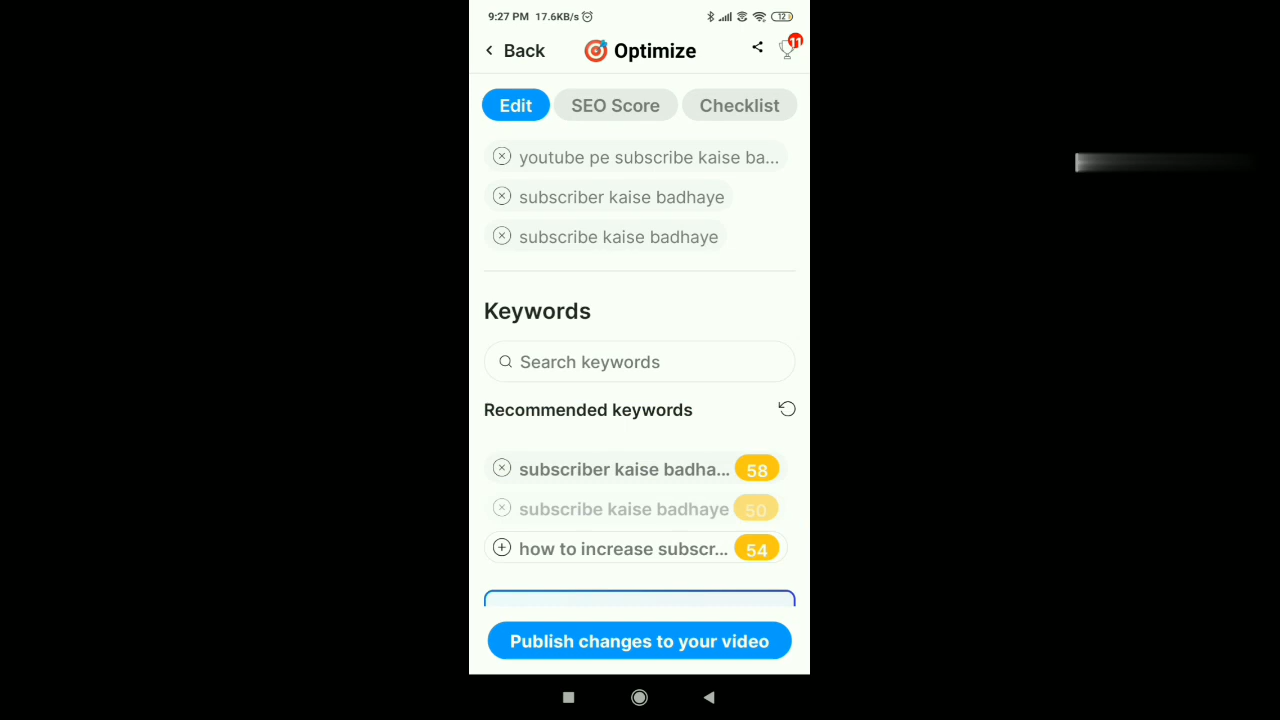 9:27 PM 17.6KB/s 12
Back Optimize 11
Edit SEO Score Checklist
youtube pe subscribe kaise ba...
subscriber kaise badhaye
subscribe kaise badhaye
Keywords
Search keywords
Recommended keywords
subscriber kaise badha... 58
subscribe kaise badhaye 50
how to increase subscr... 54
Publish changes to your video